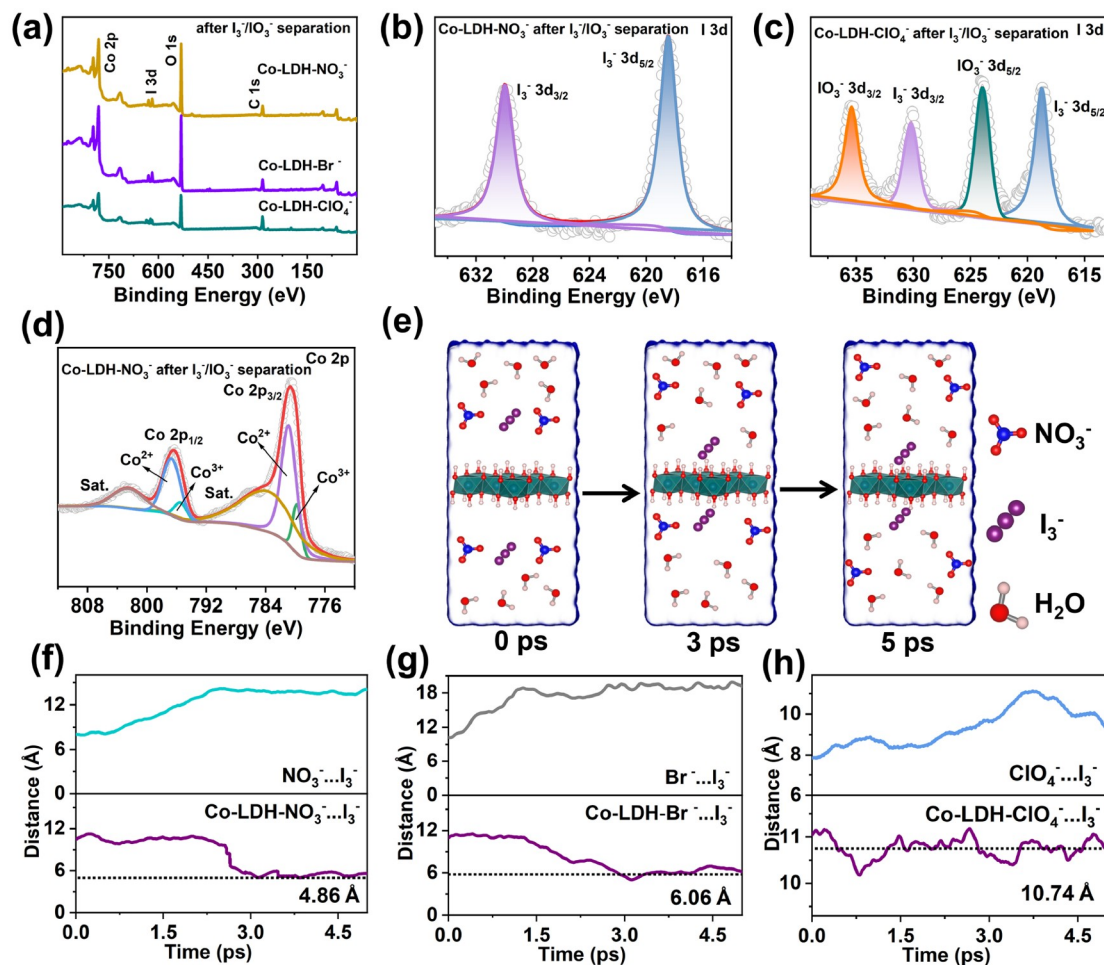 (a)
after I₃⁻/IO₃⁻ separation
Co 2p
I 3d
O 1s
C 1s
Co-LDH-NO₃⁻
Co-LDH-Br⁻
Co-LDH-ClO₄⁻
750 600 450 300 150
Binding Energy (eV)
(b)
Co-LDH-NO₃⁻ after I₃⁻/IO₃⁻ separation I 3d
I₃⁻ 3d₅/₂
I₃⁻ 3d₃/₂
632 628 624 620 616
Binding Energy (eV)
(c)
Co-LDH-ClO₄⁻ after I₃⁻/IO₃⁻ separation I 3d
IO₃⁻ 3d₃/₂
I₃⁻ 3d₃/₂
IO₃⁻ 3d₅/₂
I₃⁻ 3d₅/₂
635 630 625 620 615
Binding Energy (eV)
(d)
Co 2p
Co-LDH-NO₃⁻ after I₃⁻/IO₃⁻ separation
Co 2p₃/₂
Co 2p₁/₂
Co²⁺
Co²⁺
Co³⁺
Sat.
Sat.
Co³⁺
808 800 792 784 776
Binding Energy (eV)
(e)
0 ps
3 ps
5 ps
NO₃⁻
I₃⁻
H₂O
(f)
Distance (Å)
12
6
0
NO₃⁻...I₃⁻
Co-LDH-NO₃⁻...I₃⁻
12
6
0
4.86 Å
0.0 1.5 3.0 4.5
Time (ps)
(g)
Distance (Å)
18
12
6
0
Br⁻...I₃⁻
Co-LDH-Br⁻...I₃⁻
12
6
0
6.06 Å
0.0 1.5 3.0 4.5
Time (ps)
(h)
Distance (Å)
10
8
6
ClO₄⁻...I₃⁻
Co-LDH-ClO₄⁻...I₃⁻
11
10
10.74 Å
0.0 1.5 3.0 4.5
Time (ps)